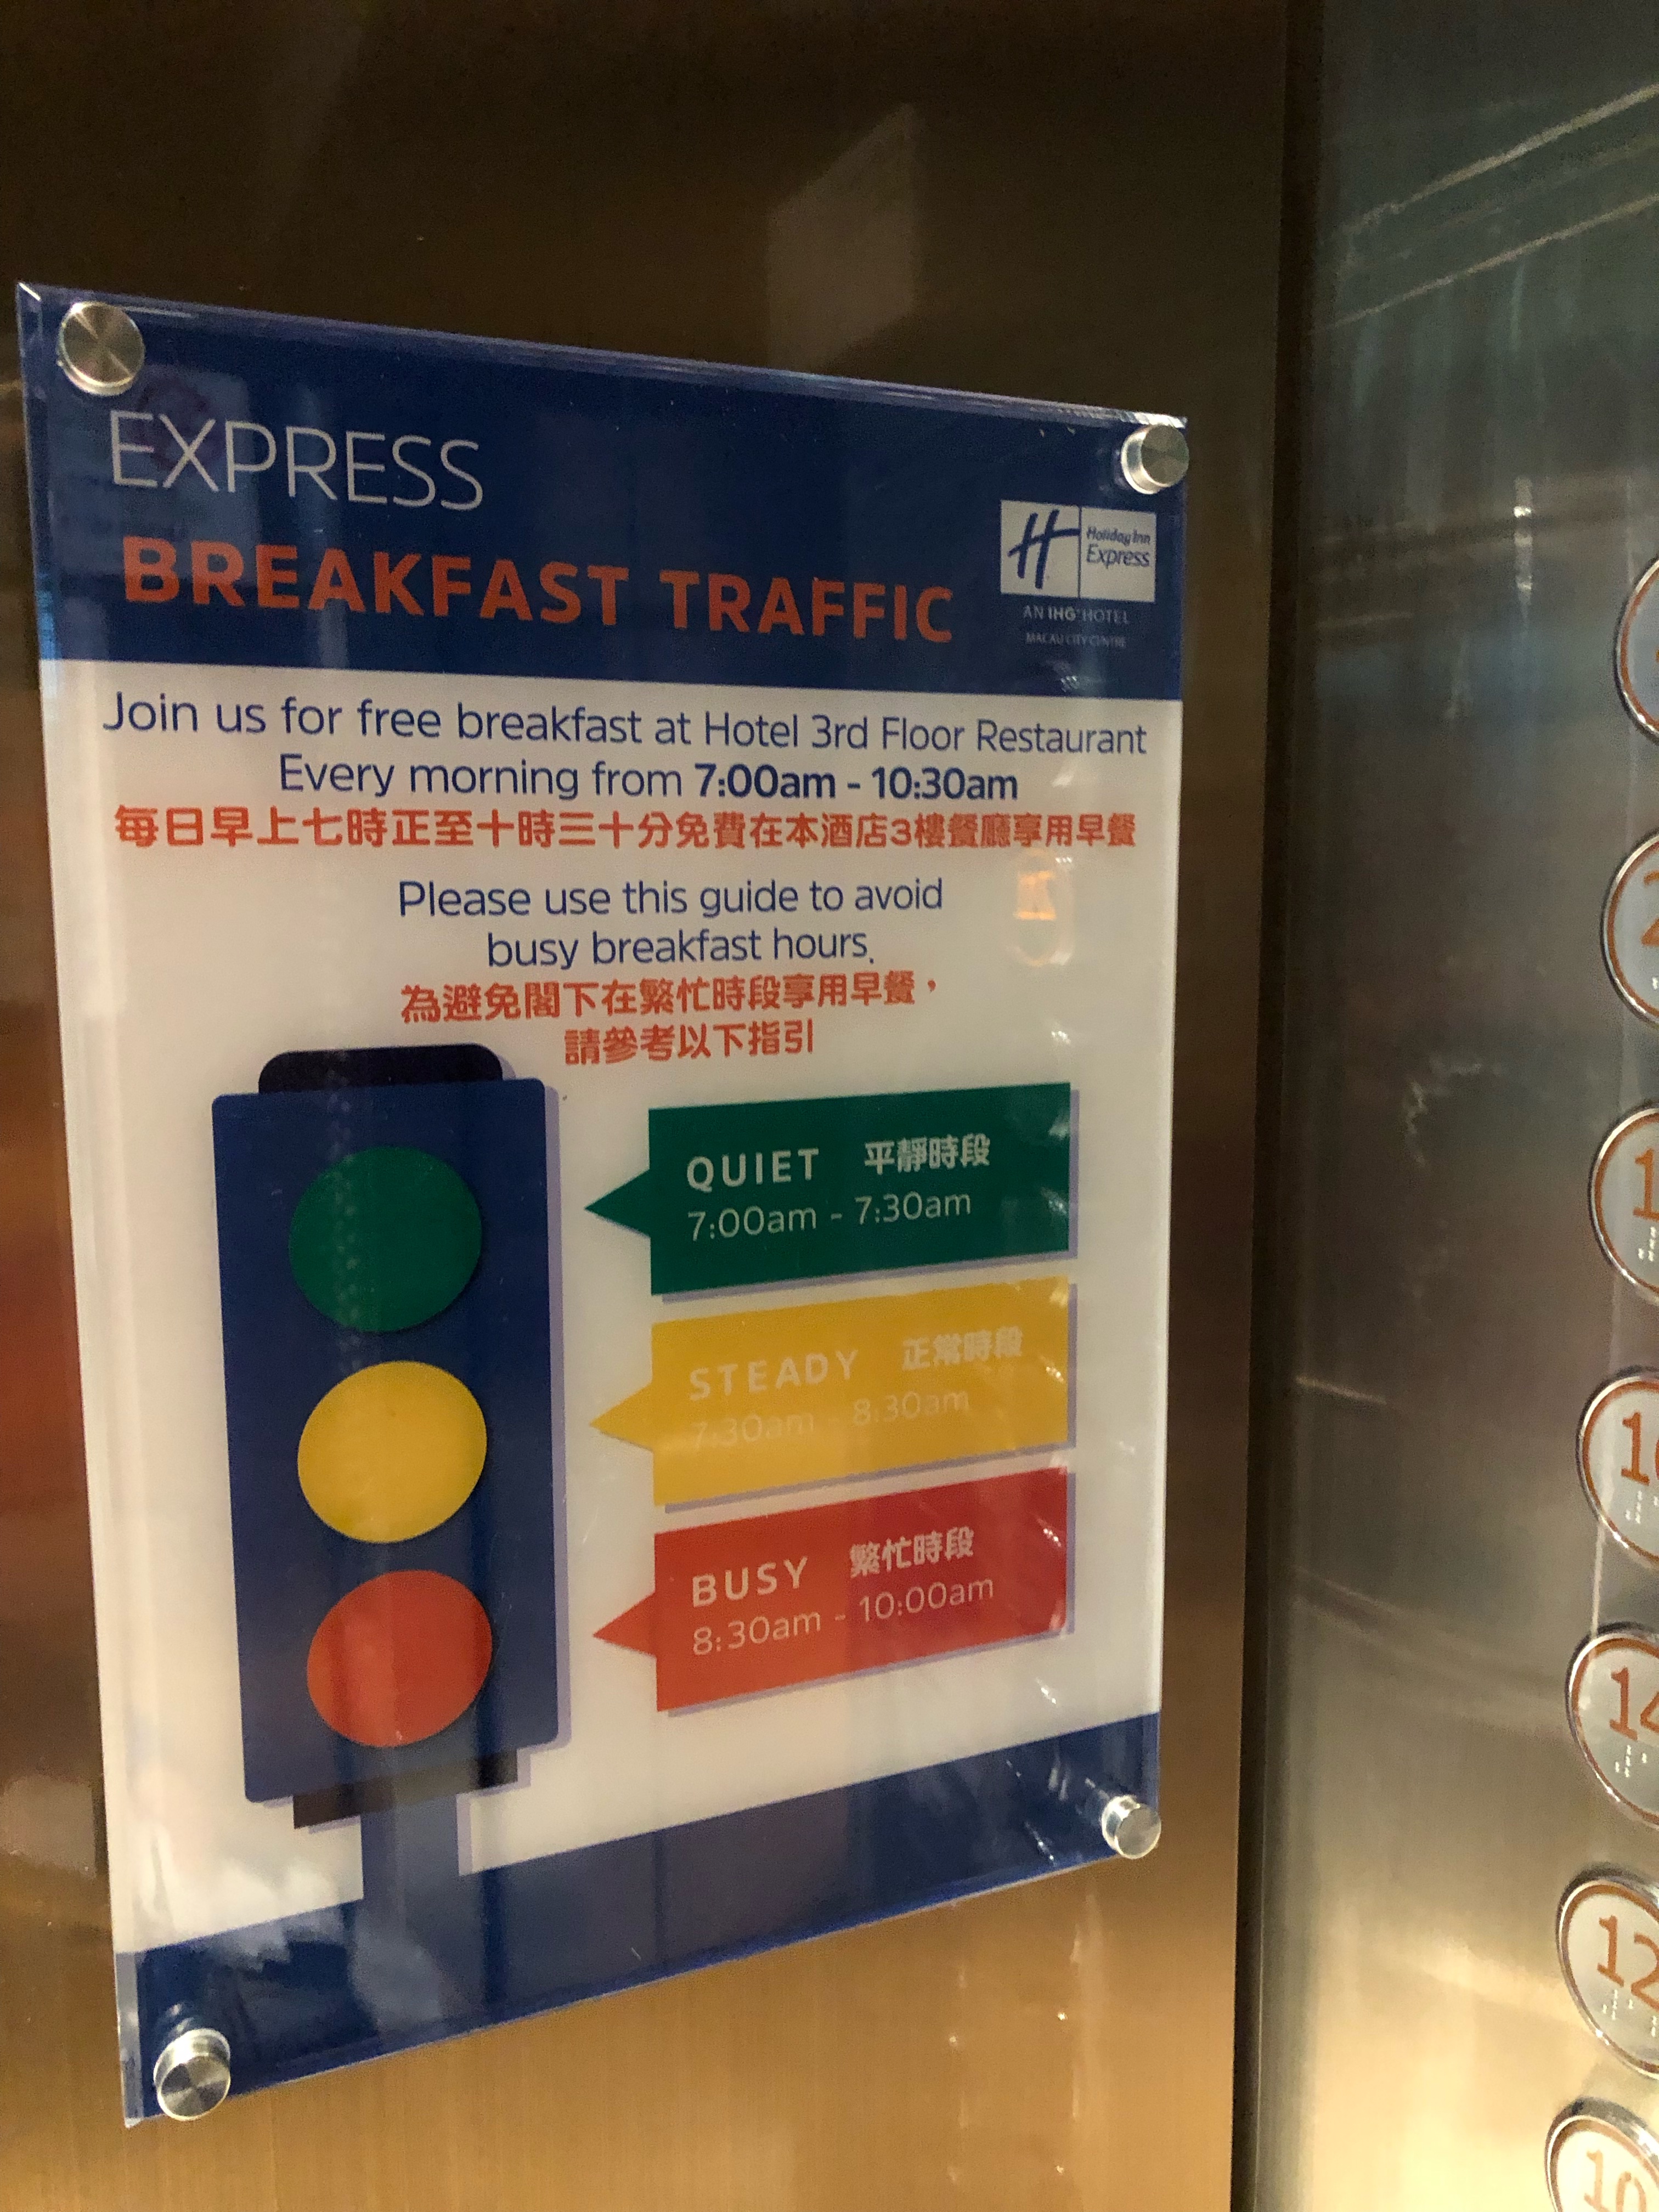 EXPRESS
BREAKFAST TRAFFIC
Holiday Inn
Express
AN IHG HOTEL
MACAU CITY CENTRE
Join us for free breakfast at Hotel 3rd Floor Restaurant
Every morning from 7:00am - 10:30am
每日早上七時正至十時三十分免費在本酒店3樓餐廳享用早餐
Please use this guide to avoid
busy breakfast hours.
為避免閣下在繁忙時段享用早餐，
請參考以下指引
QUIET 平靜時段
7:00am - 7:30am
STEADY 正常時段
7:30am - 8:30am
BUSY 繁忙時段
8:30am - 10:00am
14
12
10